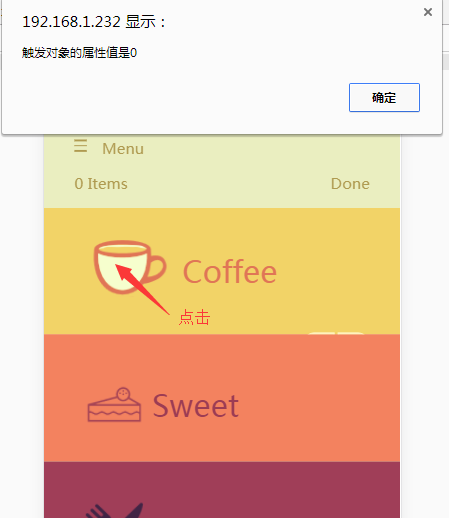 192.168.1.232 显示：
触发对象的属性值是0
确定
☰ Menu
0 Items
Done
Coffee
点击
Sweet